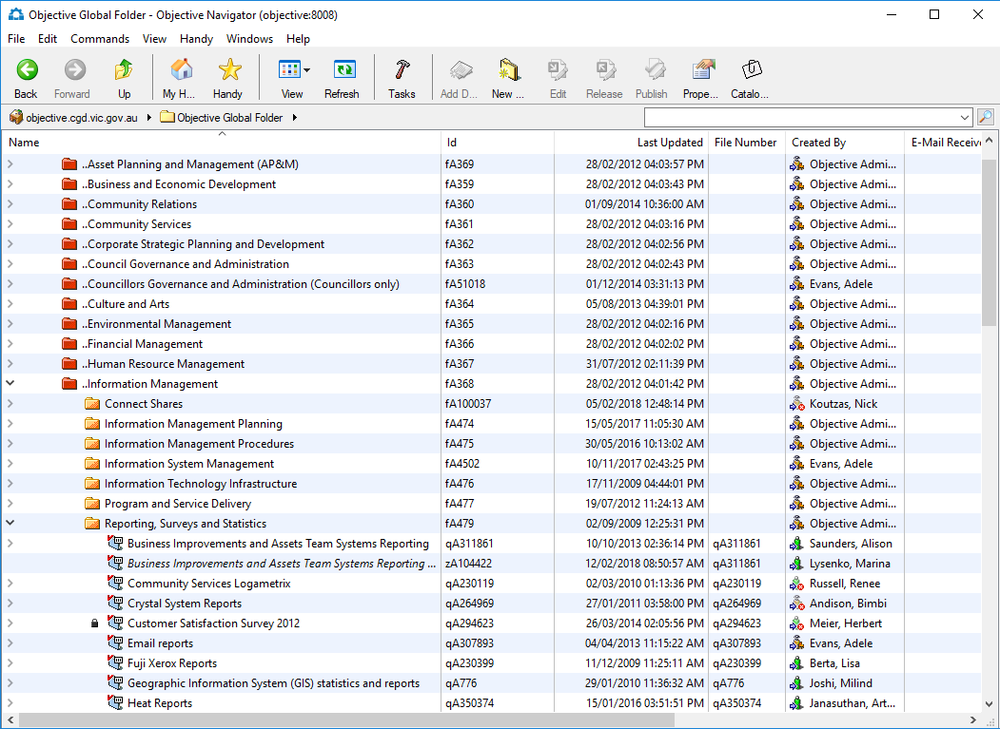 Objective Global Folder - Objective Navigator (objective:8008)
File Edit Commands View Handy Windows Help
Back Forward Up My H... Handy View Refresh Tasks Add D... New ... Edit Release Publish Prope... Catalo...
objective.cgd.vic.gov.au Objective Global Folder
Name Id Last Updated File Number Created By E-Mail Receive
..Asset Planning and Management (AP&M) fA369 28/02/2012 04:03:57 PM Objective Admi...
..Business and Economic Development fA359 28/02/2012 04:03:43 PM Objective Admi...
..Community Relations fA360 01/09/2014 10:36:00 AM Objective Admi...
..Community Services fA361 28/02/2012 04:03:16 PM Objective Admi...
..Corporate Strategic Planning and Development fA362 28/02/2012 04:02:56 PM Objective Admi...
..Council Governance and Administration fA363 28/02/2012 04:02:43 PM Objective Admi...
..Councillors Governance and Administration (Councillors only) fA51018 01/12/2014 03:31:13 PM Evans, Adele
..Culture and Arts fA364 05/08/2013 04:39:01 PM Objective Admi...
..Environmental Management fA365 28/02/2012 04:02:16 PM Objective Admi...
..Financial Management fA366 28/02/2012 04:02:02 PM Objective Admi...
..Human Resource Management fA367 31/07/2012 02:11:39 PM Objective Admi...
..Information Management fA368 28/02/2012 04:01:42 PM Objective Admi...
Connect Shares fA100037 05/02/2018 12:48:14 PM Koutzas, Nick
Information Management Planning fA474 15/05/2017 11:05:30 AM Objective Admi...
Information Management Procedures fA475 30/05/2016 10:13:02 AM Objective Admi...
Information System Management fA4502 10/11/2017 02:43:25 PM Evans, Adele
Information Technology Infrastructure fA476 17/11/2009 04:44:01 PM Objective Admi...
Program and Service Delivery fA477 19/07/2012 11:24:13 AM Objective Admi...
Reporting, Surveys and Statistics fA479 02/09/2009 12:25:31 PM Objective Admi...
Business Improvements and Assets Team Systems Reporting qA311861 10/10/2013 02:36:14 PM qA311861 Saunders, Alison
Business Improvements and Assets Team Systems Reporting ... zA104422 12/02/2018 08:50:57 AM qA311861 Lysenko, Marina
Community Services Logametrix qA230119 02/03/2010 01:13:36 PM qA230119 Russell, Renee
Crystal System Reports qA264969 27/01/2011 03:58:00 PM qA264969 Andison, Bimbi
Customer Satisfaction Survey 2012 qA294623 26/03/2014 02:05:56 PM qA294623 Meier, Herbert
Email reports qA307893 04/04/2013 11:15:22 AM qA307893 Evans, Adele
Fuji Xerox Reports qA230399 11/12/2009 11:25:11 AM qA230399 Berta, Lisa
Geographic Information System (GIS) statistics and reports qA776 29/01/2010 11:36:32 AM qA776 Joshi, Milind
Heat Reports qA350374 15/01/2016 03:51:51 PM qA350374 Janasuthan, Art...